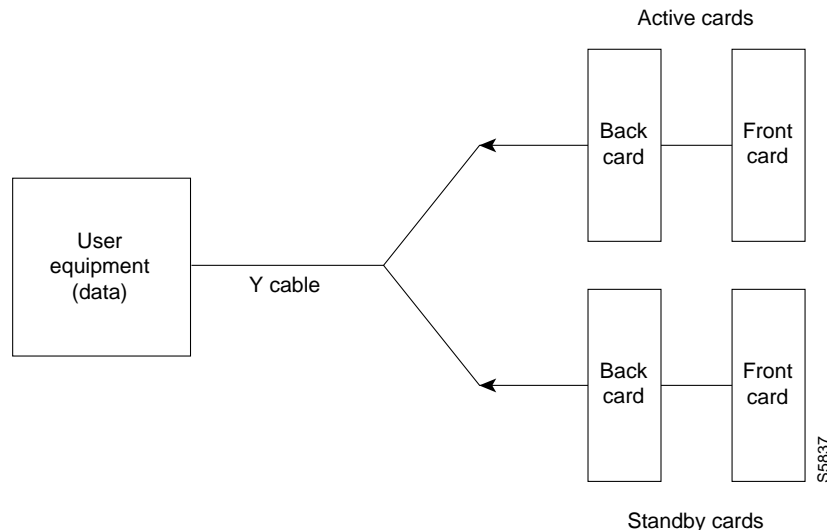 Active cards
Back
card
Front
card
User
equipment
(data)
Y cable
Back
card
Front
card
S5837
Standby cards